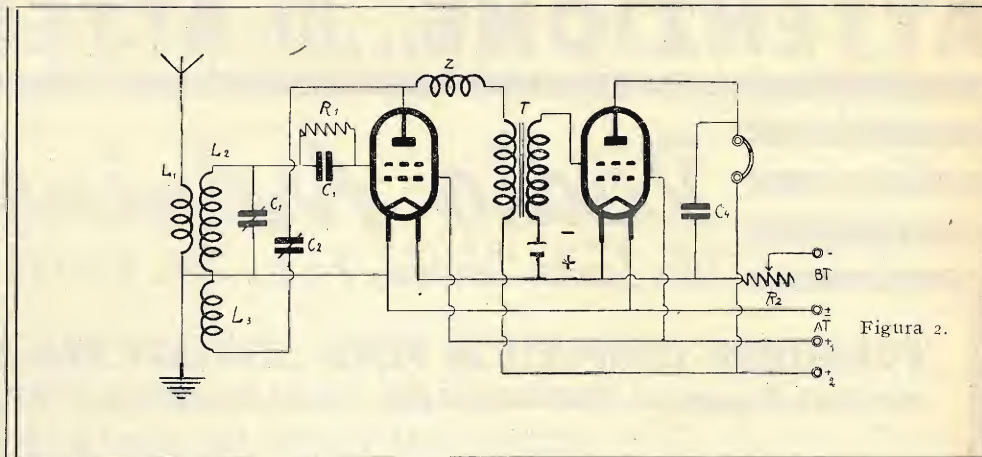 Z
R1
T
L2
L1
C1
C1
C2
C4
-
+
-
BT
R2
±
AT
+1
+2
L3
Figura 2.